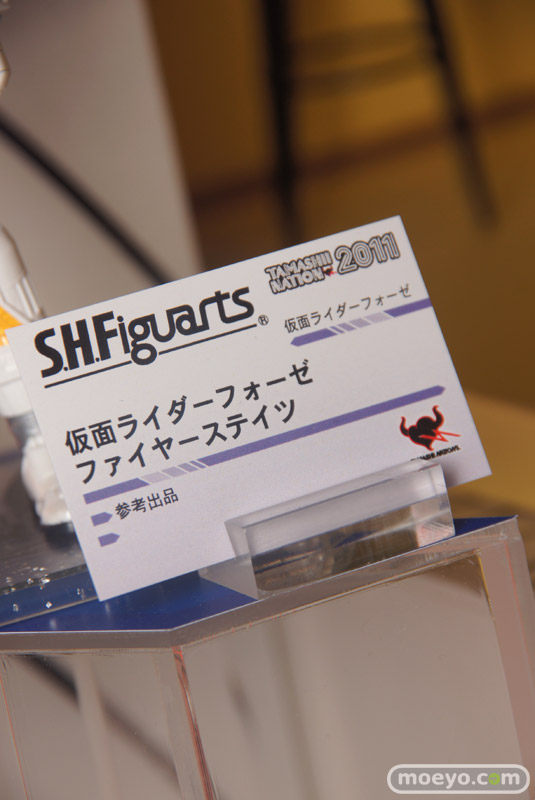 S.H.Figuarts®
TAMASHII NATION 2011
仮面ライダーフォーゼ
仮面ライダーフォーゼ
ファイヤーステイツ
参考出品
moeyo.com